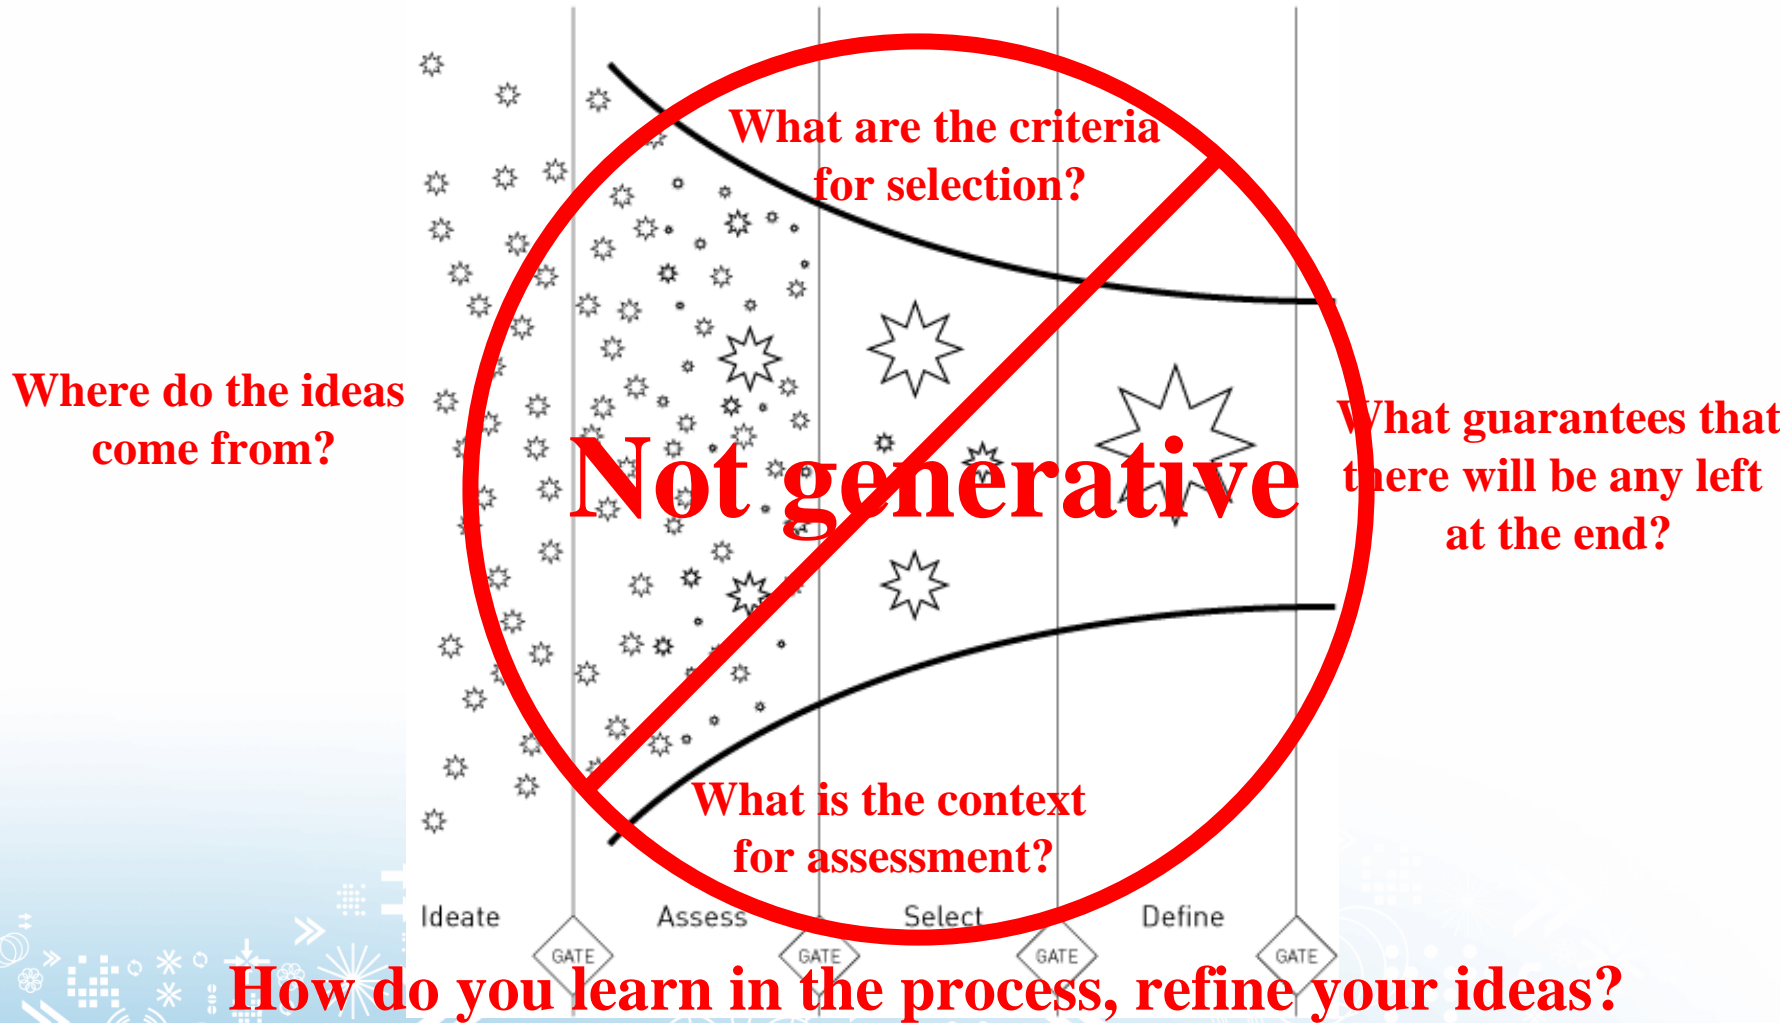 What are the criteria
for selection?
Where do the ideas
come from?
Not generative
What guarantees that
there will be any left
at the end?
What is the context
for assessment?
Ideate
Assess
Select
Define
GATE
GATE
GATE
GATE
How do you learn in the process, refine your ideas?